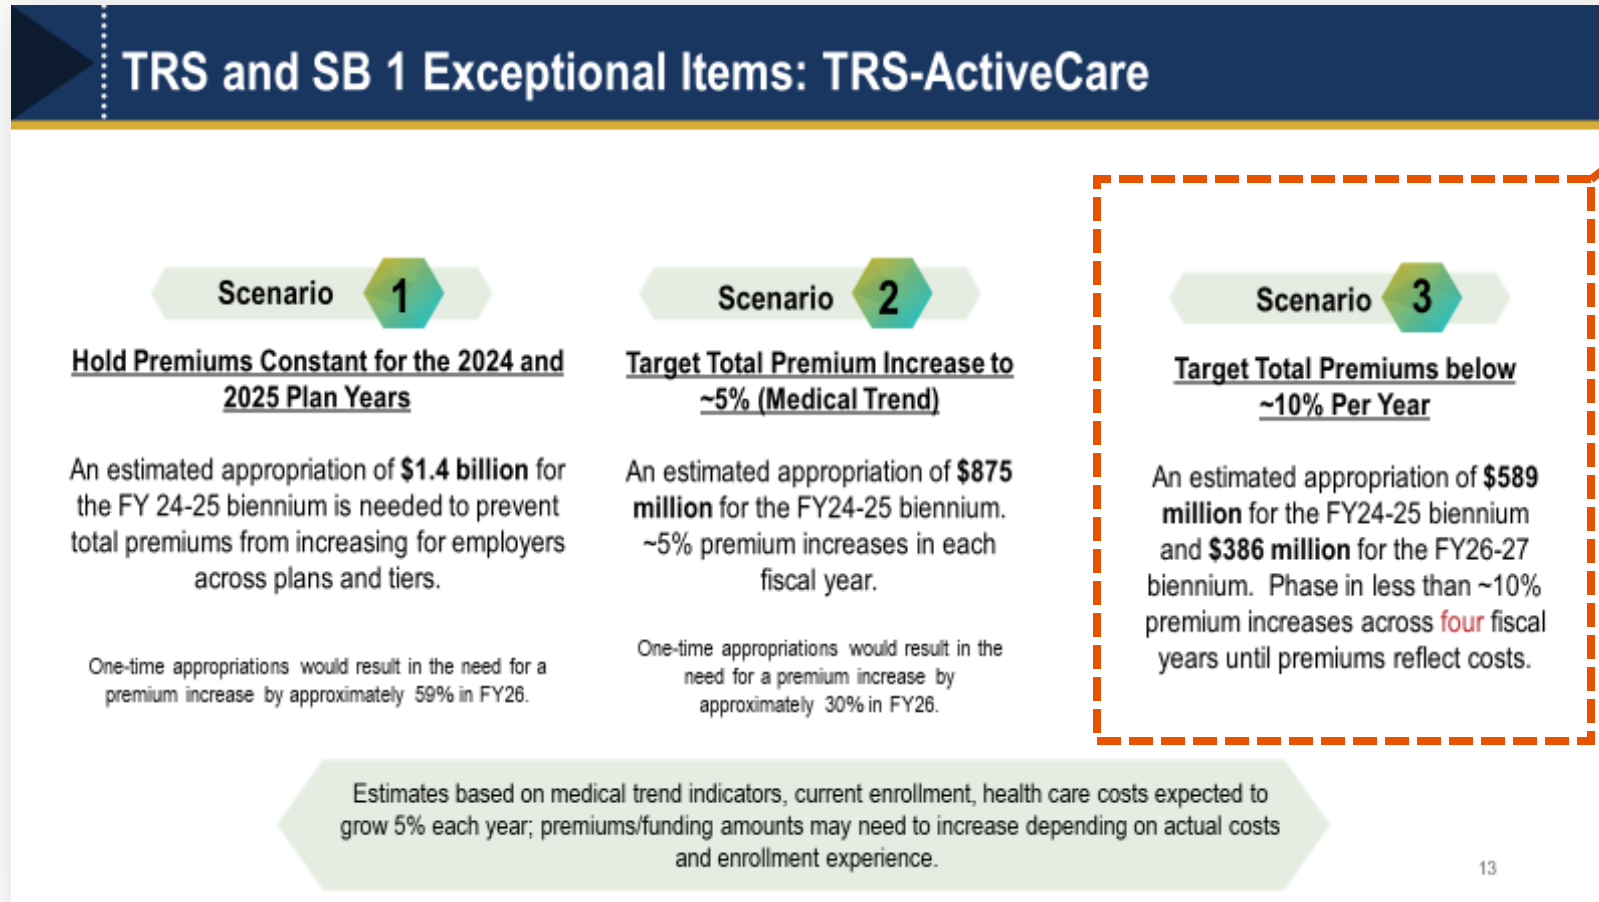 TRS and SB 1 Exceptional Items: TRS-ActiveCare
Scenario 1
Hold Premiums Constant for the 2024 and
2025 Plan Years
An estimated appropriation of $1.4 billion for
the FY 24-25 biennium is needed to prevent
total premiums from increasing for employers
across plans and tiers.
One-time appropriations would result in the need for a
premium increase by approximately 59% in FY26.
Scenario 2
Target Total Premium Increase to
~5% (Medical Trend)
An estimated appropriation of $875
million for the FY24-25 biennium.
~5% premium increases in each
fiscal year.
One-time appropriations would result in the
need for a premium increase by
approximately 30% in FY26.
Scenario 3
Target Total Premiums below
~10% Per Year
An estimated appropriation of $589
million for the FY24-25 biennium
and $386 million for the FY26-27
biennium. Phase in less than ~10%
premium increases across four fiscal
years until premiums reflect costs.
Estimates based on medical trend indicators, current enrollment, health care costs expected to
grow 5% each year; premiums/funding amounts may need to increase depending on actual costs
and enrollment experience.
13